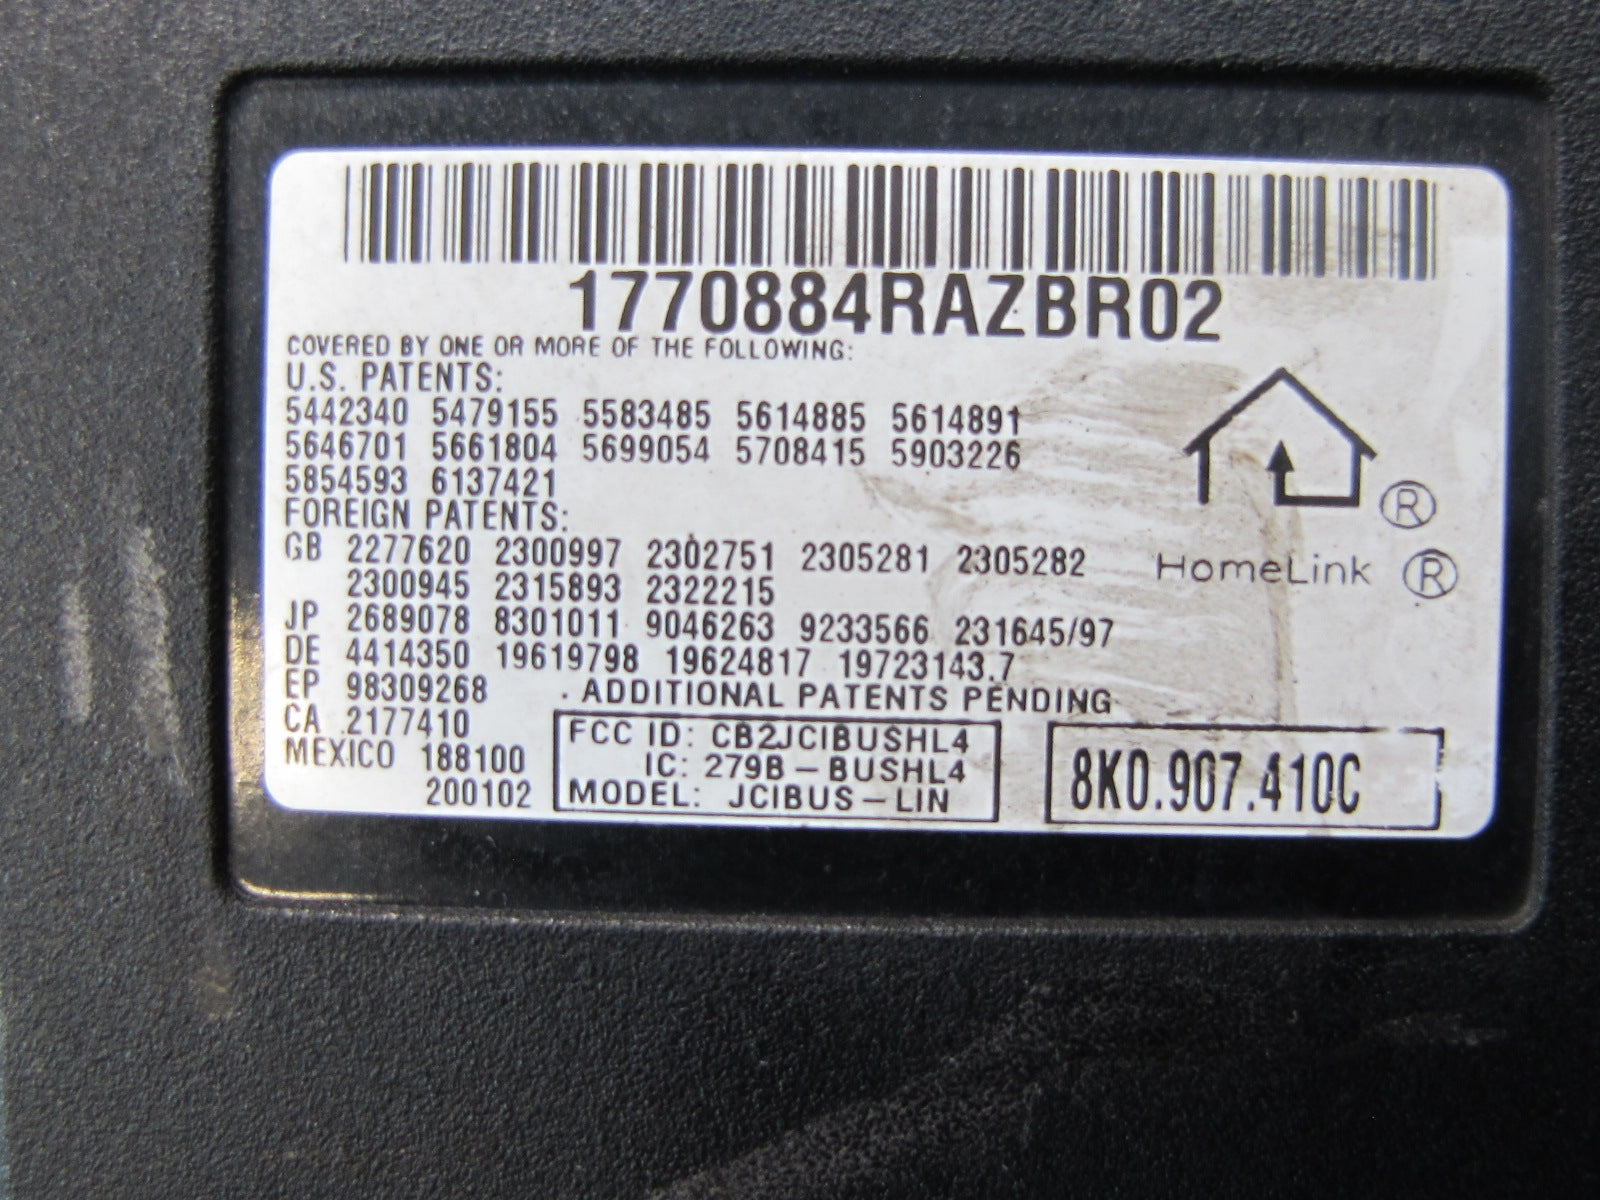 1770884RAZBR02
COVERED BY ONE OR MORE OF THE FOLLOWING:
U.S. PATENTS:
5442340 5479155 5583485 5614885 5614891
5646701 5661804 5699054 5708415 5903226
5854593 6137421
FOREIGN PATENTS:
GB 2277620 2300997 2302751 2305281 2305282
2300945 2315893 2322215
JP 2689078 8301011 9046263 9233566 231645/97
DE 4414350 19619798 19624817 19723143.7
EP 98309268 . ADDITIONAL PATENTS PENDING
CA 2177410
MEXICO 188100
200102
FCC ID: CB2JCIBUSHL4
IC: 279B-BUSHL4
MODEL: JCIBUS-LIN
8K0.907.410C
®
HomeLink ®